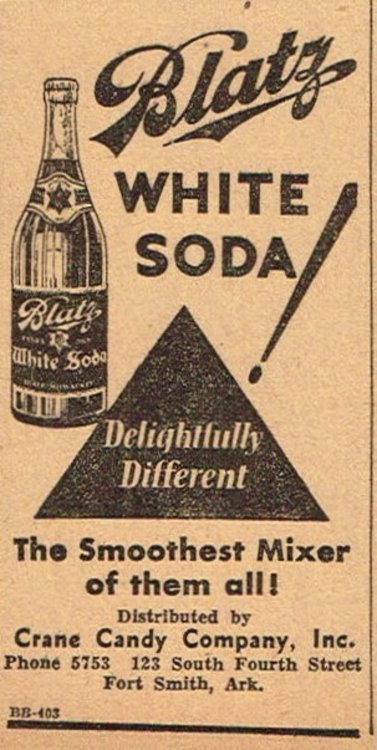 Blatz
WHITE
SODA!
Blatz
White Soda
Delightfully
Different
The Smoothest Mixer
of them all!
Distributed by
Crane Candy Company, Inc.
Phone 5753 123 South Fourth Street
Fort Smith, Ark.
BB-403